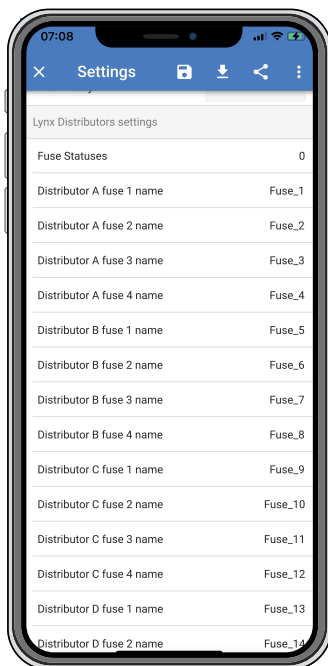 07:08
Settings
Lynx Distributors settings
Fuse Statuses 0
Distributor A fuse 1 name Fuse_1
Distributor A fuse 2 name Fuse_2
Distributor A fuse 3 name Fuse_3
Distributor A fuse 4 name Fuse_4
Distributor B fuse 1 name Fuse_5
Distributor B fuse 2 name Fuse_6
Distributor B fuse 3 name Fuse_7
Distributor B fuse 4 name Fuse_8
Distributor C fuse 1 name Fuse_9
Distributor C fuse 2 name Fuse_10
Distributor C fuse 3 name Fuse_11
Distributor C fuse 4 name Fuse_12
Distributor D fuse 1 name Fuse_13
Distributor D fuse 2 name Fuse_14